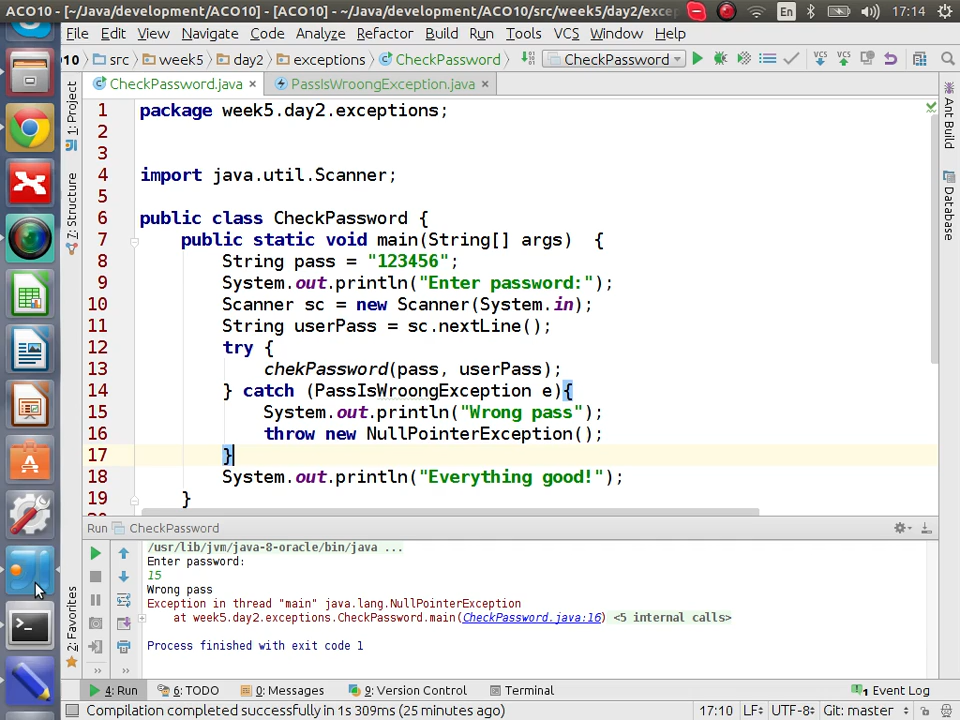 ACO10 - [~/Java/development/ACO10] - [ACO10] - ~/Java/development/ACO10/src/week5/day2/exce
En
17:14
File Edit View Navigate Code Analyze Refactor Build Run Tools VCS Window Help
10 src week5 day2 exceptions CheckPassword CheckPassword VCS VCS
CheckPassword.java PassIsWroongException.java
1: Project
7: Structure
2: Favorites
Ant Build
Database
1 package week5.day2.exceptions;
2
3
4 import java.util.Scanner;
5
6 public class CheckPassword {
7 public static void main(String[] args) {
8 String pass = "123456";
9 System.out.println("Enter password:");
10 Scanner sc = new Scanner(System.in);
11 String userPass = sc.nextLine();
12 try {
13 chekPassword(pass, userPass);
14 } catch (PassIsWroongException e){
15 System.out.println("Wrong pass");
16 throw new NullPointerException();
17 }
18 System.out.println("Everything good!");
19 }
Run CheckPassword
/usr/lib/jvm/java-8-oracle/bin/java ...
Enter password:
15
Wrong pass
Exception in thread "main" java.lang.NullPointerException
at week5.day2.exceptions.CheckPassword.main(CheckPassword.java:16) <5 internal calls>
Process finished with exit code 1
4: Run 6: TODO 0: Messages 9: Version Control Terminal 1 Event Log
Compilation completed successfully in 1s 309ms (25 minutes ago) 17:10 LF UTF-8 Git: master